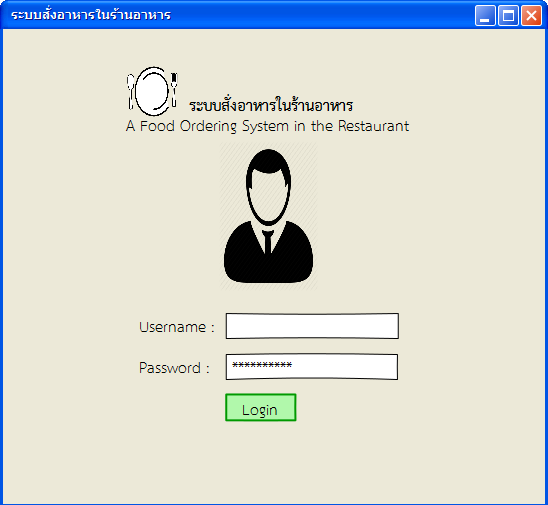 ระบบสั่งอาหารในร้านอาหาร
ระบบสั่งอาหารในร้านอาหาร
A Food Ordering System in the Restaurant
Username :
Password : **********
Login